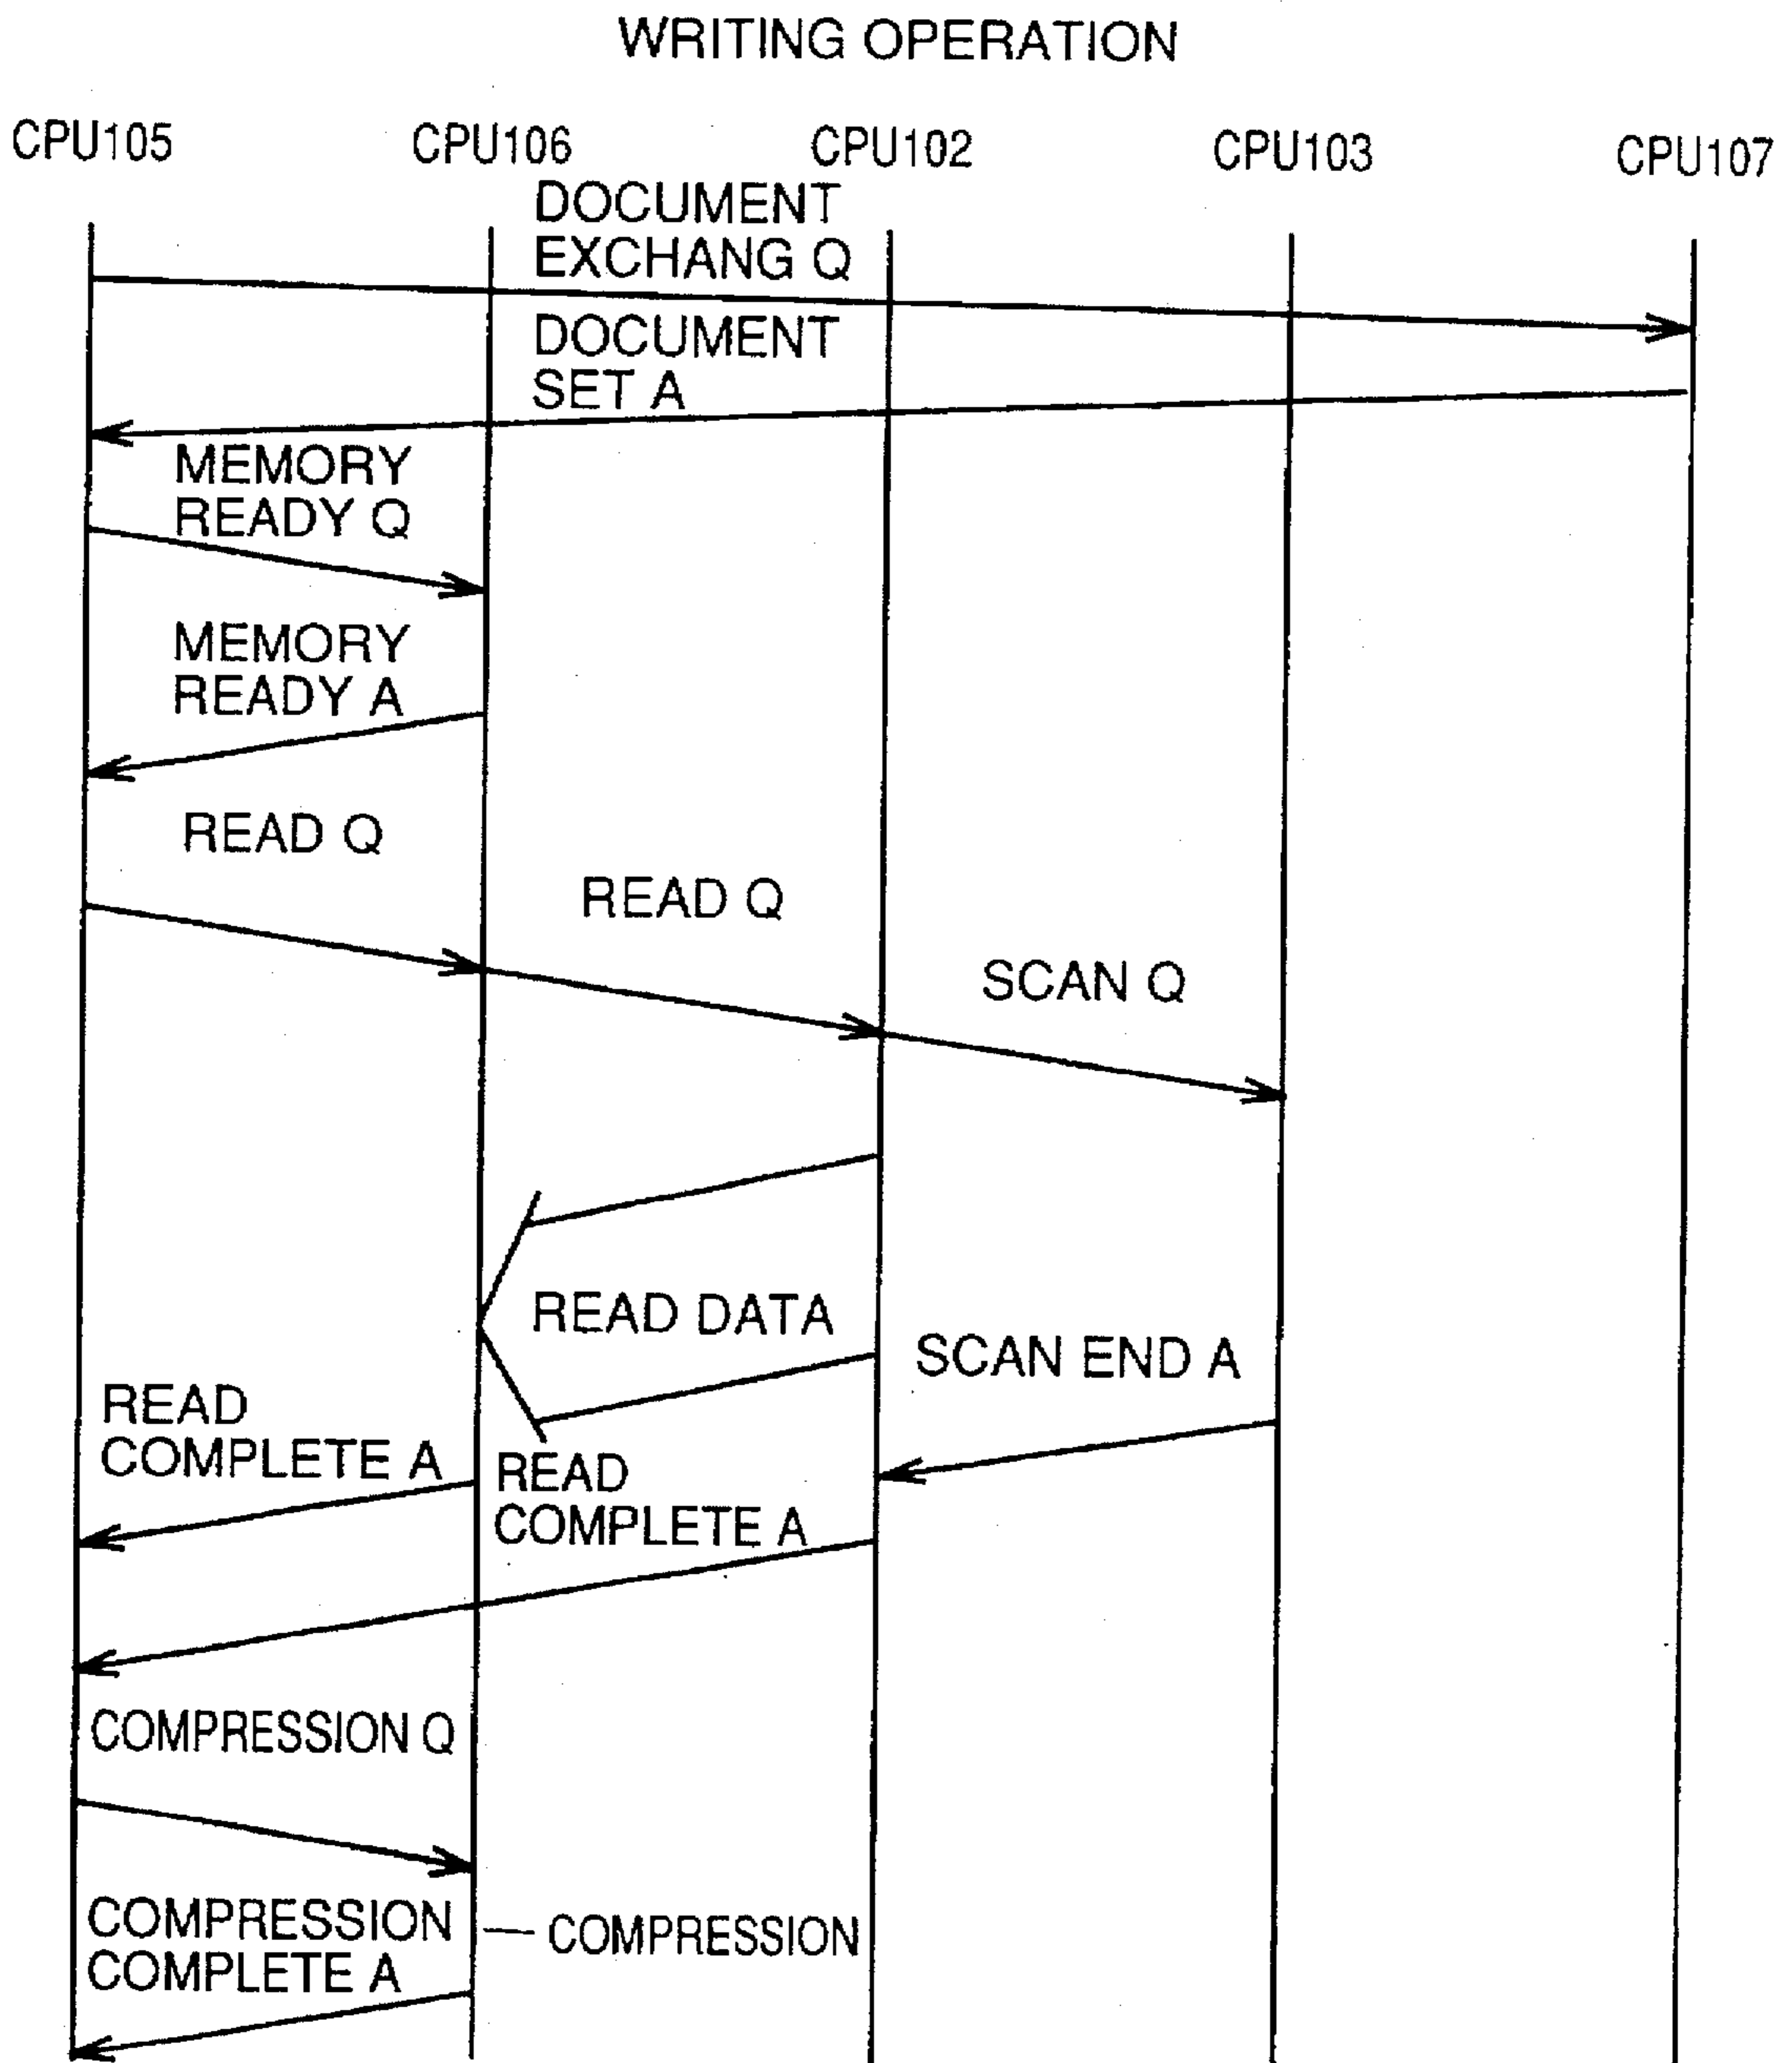 WRITING OPERATION
CPU105
CPU106
CPU102
CPU103
CPU107
DOCUMENT
EXCHANG Q
DOCUMENT
SET A
MEMORY
READY Q
MEMORY
READY A
READ Q
READ Q
SCAN Q
READ DATA
SCAN END A
READ
COMPLETE A
READ
COMPLETE A
COMPRESSION Q
COMPRESSION
COMPLETE A
COMPRESSION